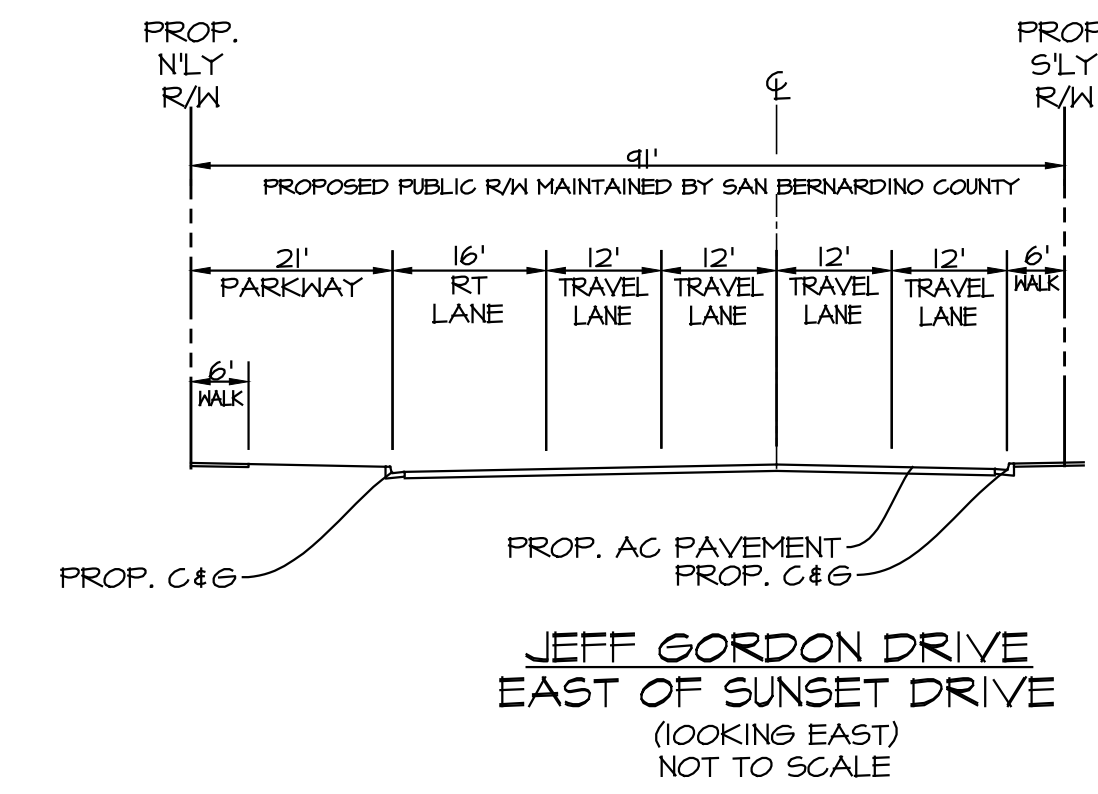 PROP.
N'LY
R/W
℄
PROP
S'LY
R/W
91'
PROPOSED PUBLIC R/W MAINTAINED BY SAN BERNARDINO COUNTY
21'
PARKWAY
16'
RT
LANE
12'
TRAVEL
LANE
12'
TRAVEL
LANE
12'
TRAVEL
LANE
12'
TRAVEL
LANE
6'
WALK
6'
WALK
PROP. AC PAVEMENT
PROP. C&G
PROP. C&G
JEFF GORDON DRIVE
EAST OF SUNSET DRIVE
(lOOKING EAST)
NOT TO SCALE